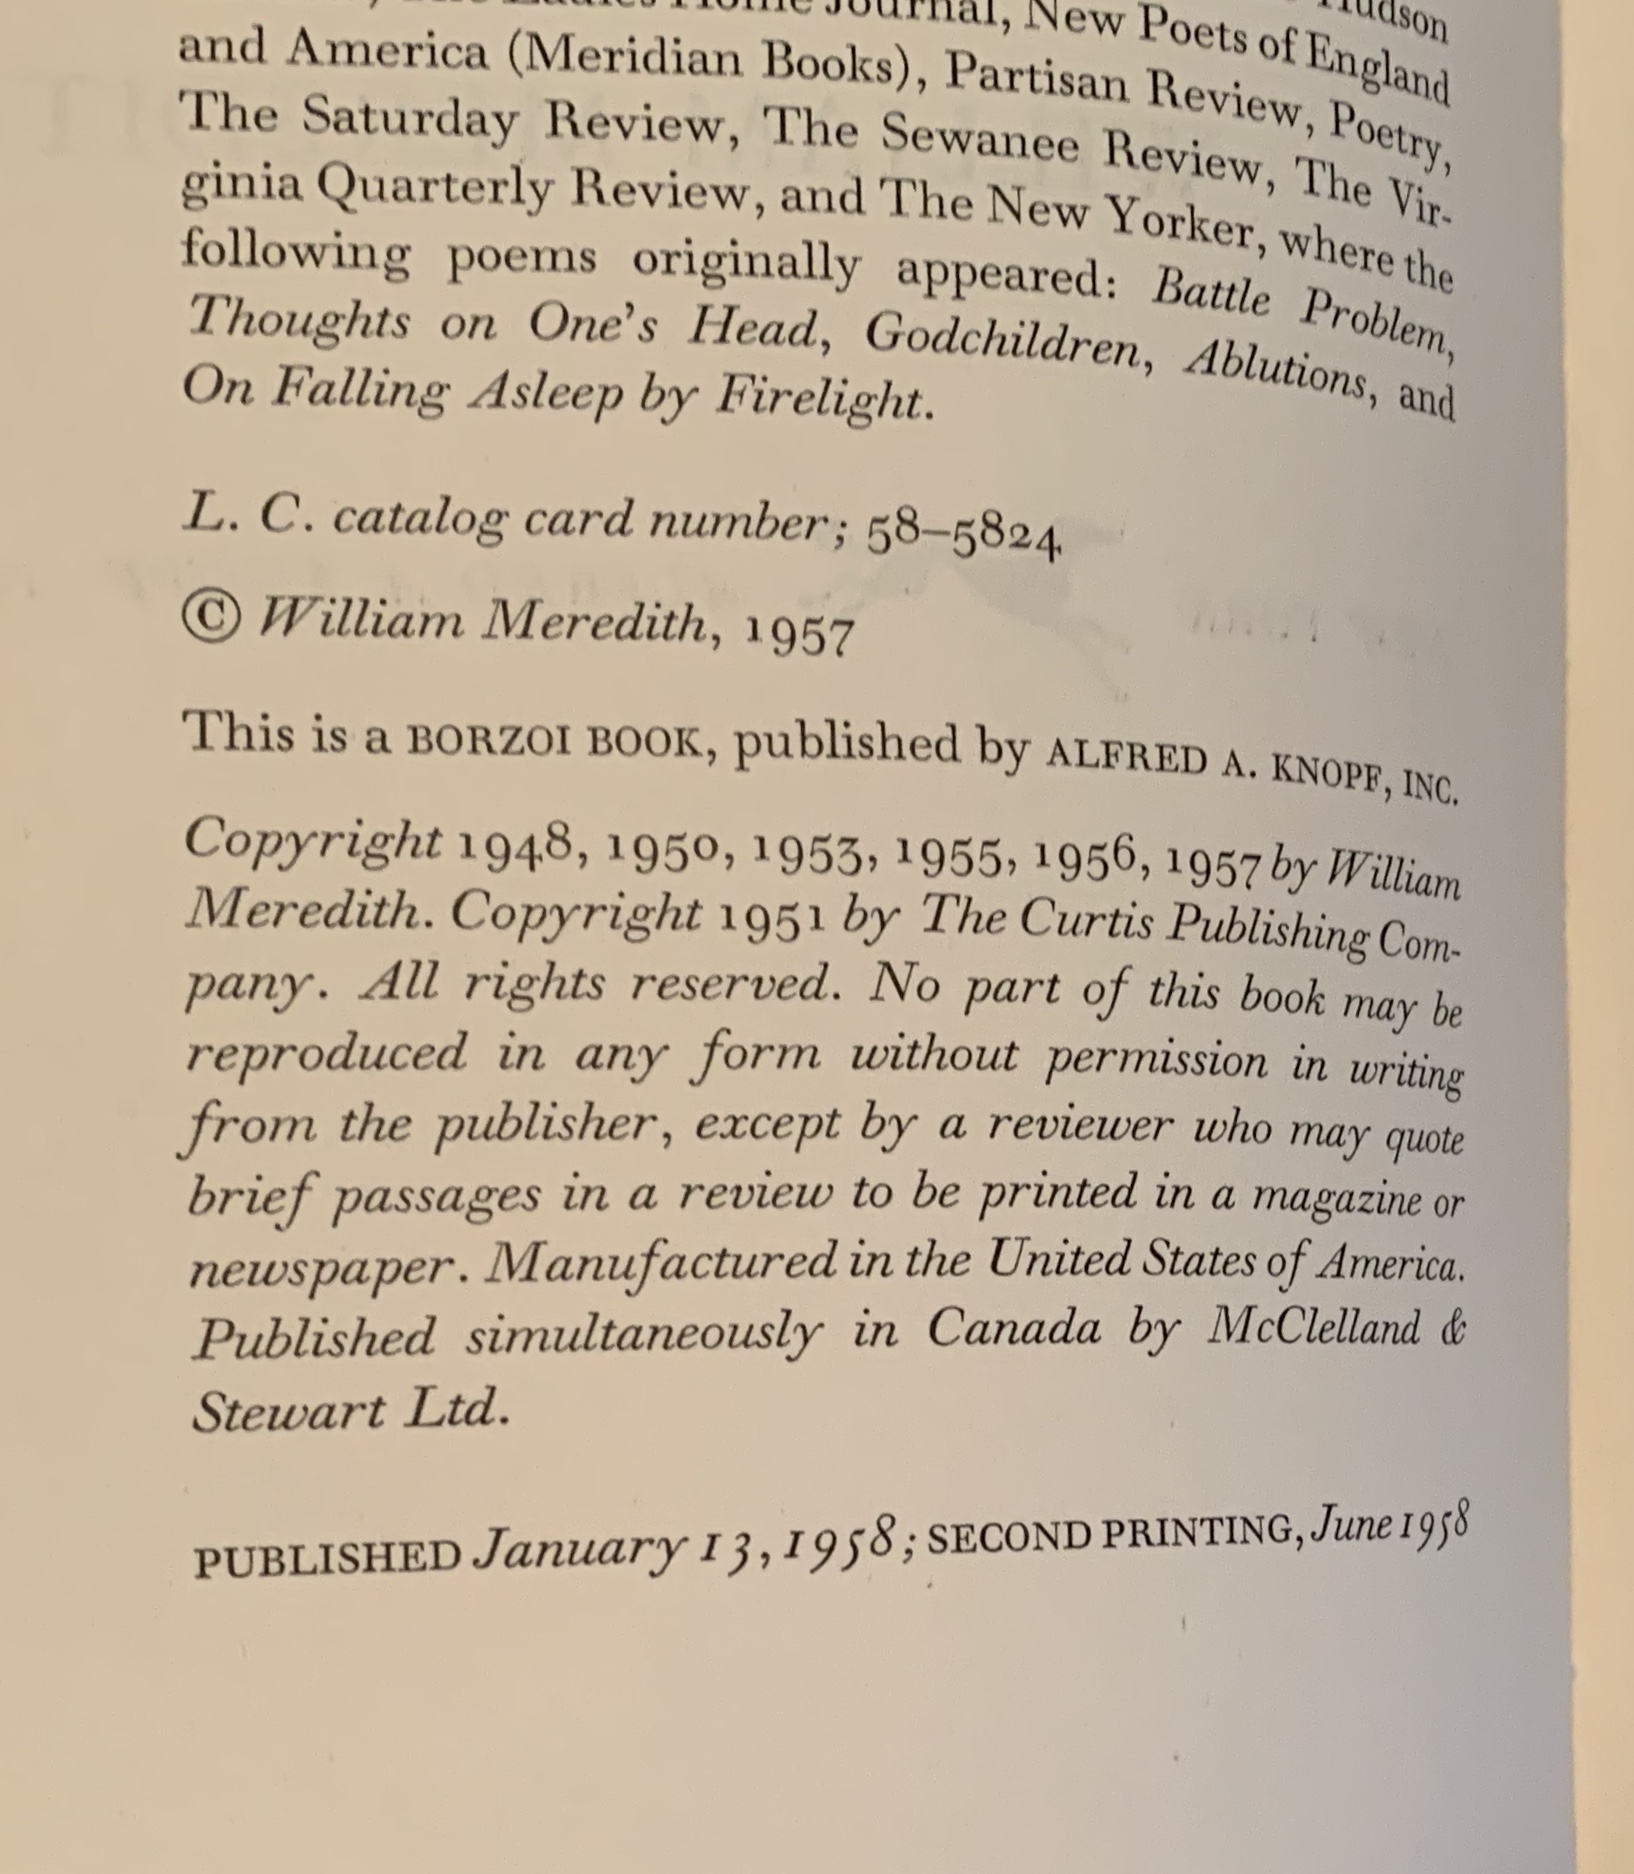 Home Journal, New Poets of England
and America (Meridian Books), Partisan Review, Poetry,
The Saturday Review, The Sewanee Review, The Vir-
ginia Quarterly Review, and The New Yorker, where the
following poems originally appeared: Battle Problem,
Thoughts on One's Head, Godchildren, Ablutions, and
On Falling Asleep by Firelight.
L. C. catalog card number; 58–5824
© William Meredith, 1957
This is a BORZOI BOOK, published by ALFRED A. KNOPF, INC.
Copyright 1948, 1950, 1953, 1955, 1956, 1957 by William
Meredith. Copyright 1951 by The Curtis Publishing Com-
pany. All rights reserved. No part of this book may be
reproduced in any form without permission in writing
from the publisher, except by a reviewer who may quote
brief passages in a review to be printed in a magazine or
newspaper. Manufactured in the United States of America.
Published simultaneously in Canada by McClelland &
Stewart Ltd.
PUBLISHED January 13, 1958; SECOND PRINTING, June 1958